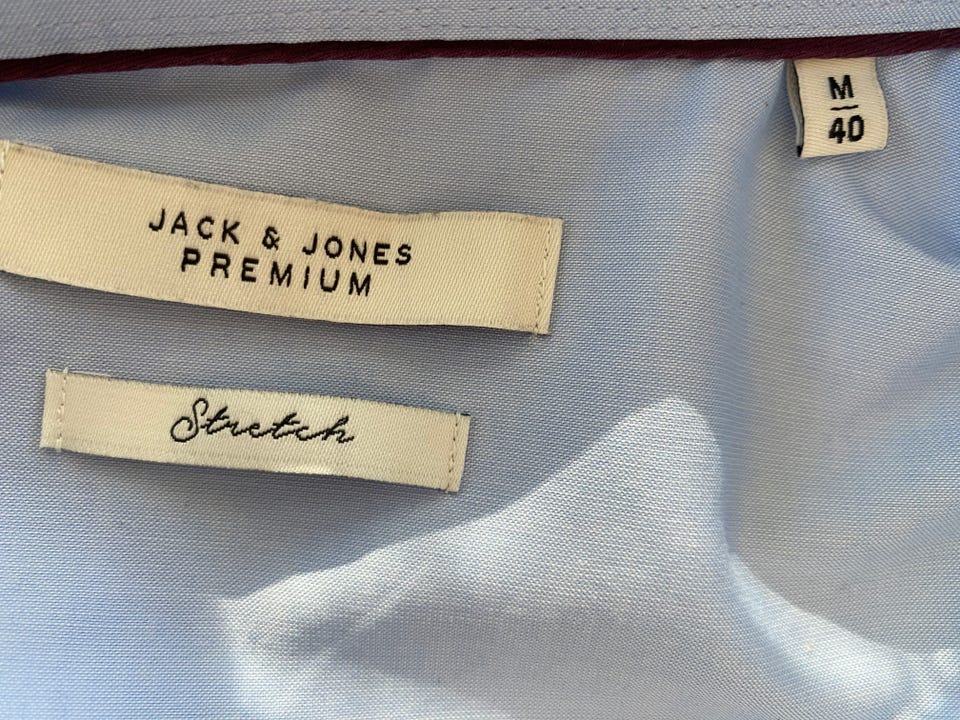 JACK & JONES
PREMIUM
Stretch
M
40